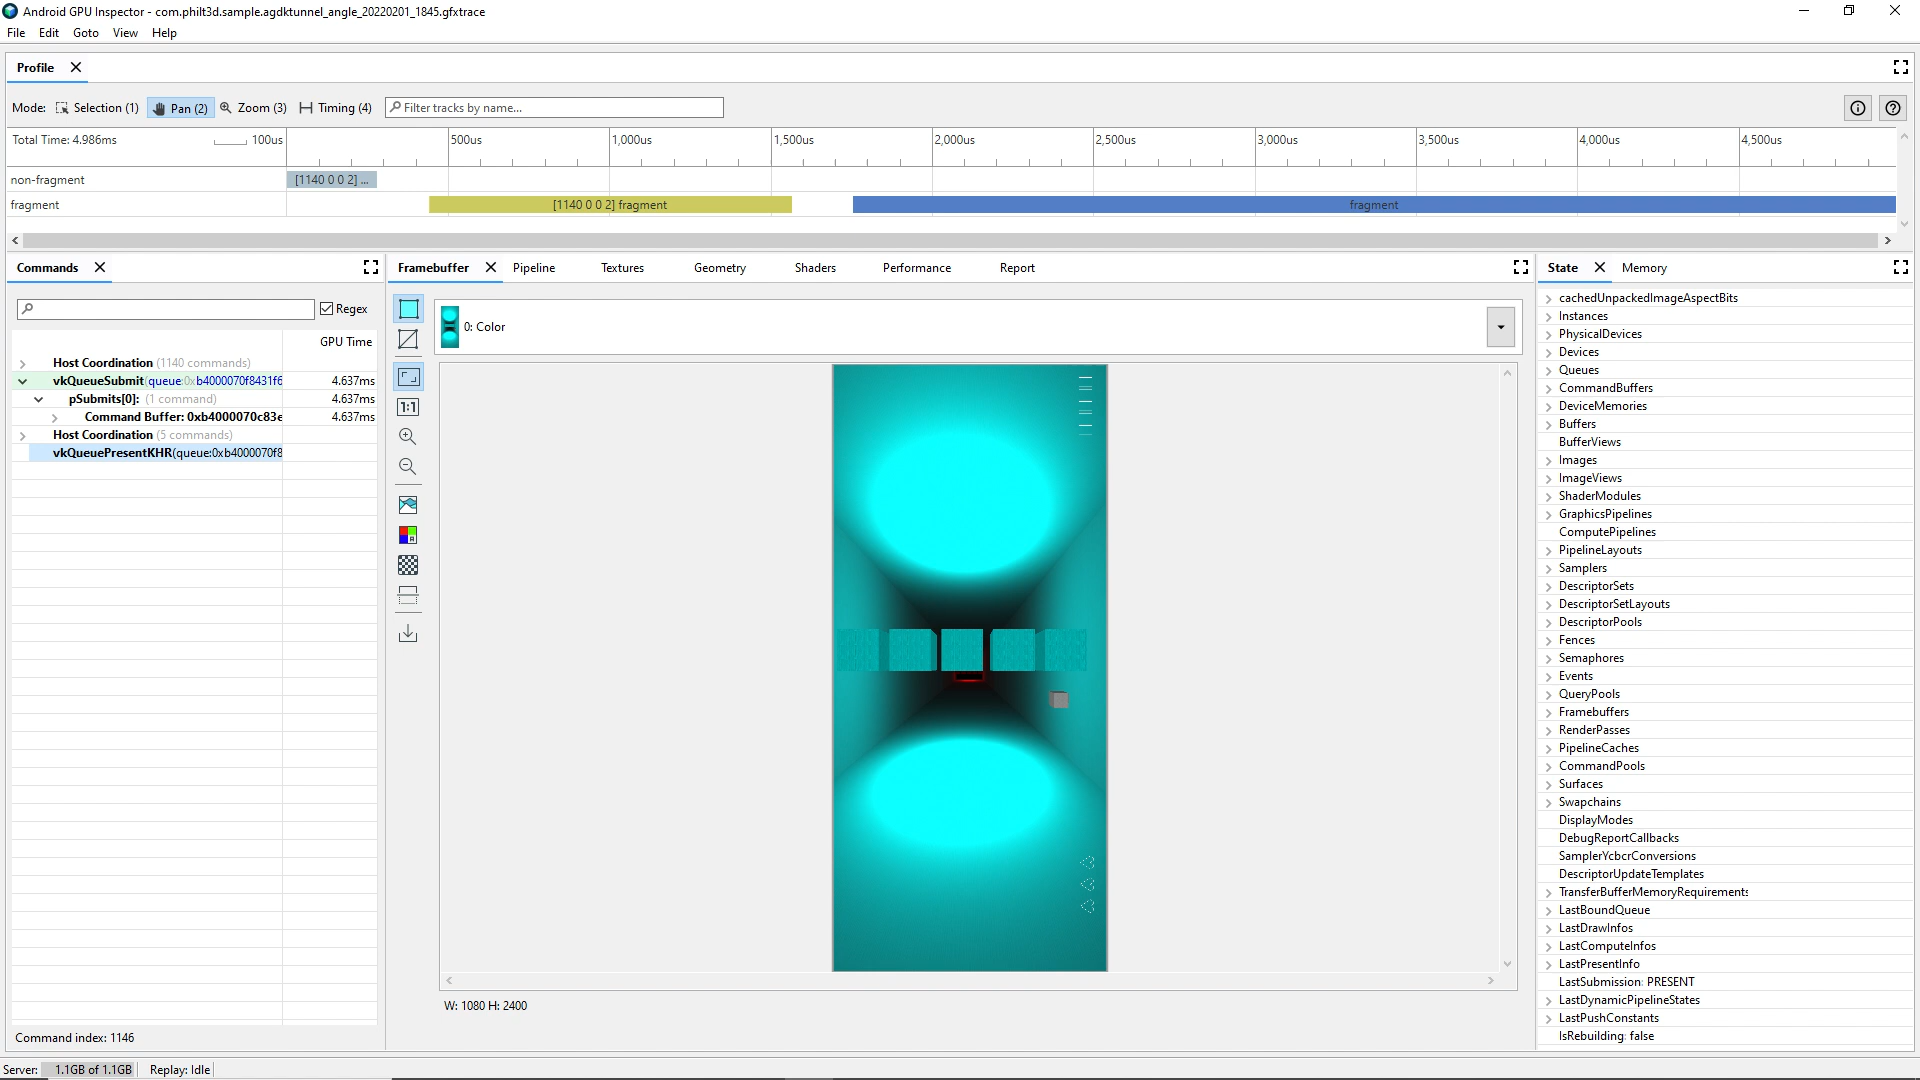 Android GPU Inspector - com.philt3d.sample.agdktunnel_angle_20220201_1845.gfxtrace
File Edit Goto View Help
Profile
Mode: Selection (1) Pan (2) Zoom (3) Timing (4) Filter tracks by name...
Total Time: 4.986ms 100us 500us 1,000us 1,500us 2,000us 2,500us 3,000us 3,500us 4,000us 4,500us
non-fragment [1140 0 0 2] ...
fragment [1140 0 0 2] fragment fragment
Commands
Regex
GPU Time
Host Coordination (1140 commands)
vkQueueSubmit(queue:0xb4000070f8431f6 4.637ms
pSubmits[0]: (1 command) 4.637ms
Command Buffer: 0xb4000070c83e 4.637ms
Host Coordination (5 commands)
vkQueuePresentKHR(queue:0xb4000070f8
Command index: 1146
Framebuffer Pipeline Textures Geometry Shaders Performance Report
0: Color
1:1
W: 1080 H: 2400
State Memory
cachedUnpackedImageAspectBits
Instances
PhysicalDevices
Devices
Queues
CommandBuffers
DeviceMemories
Buffers
BufferViews
Images
ImageViews
ShaderModules
GraphicsPipelines
ComputePipelines
PipelineLayouts
Samplers
DescriptorSets
DescriptorSetLayouts
DescriptorPools
Fences
Semaphores
Events
QueryPools
Framebuffers
RenderPasses
PipelineCaches
CommandPools
Surfaces
Swapchains
DisplayModes
DebugReportCallbacks
SamplerYcbcrConversions
DescriptorUpdateTemplates
TransferBufferMemoryRequirements
LastBoundQueue
LastDrawInfos
LastComputeInfos
LastPresentInfo
LastSubmission: PRESENT
LastDynamicPipelineStates
LastPushConstants
IsRebuilding: false
Server: 1.1GB of 1.1GB Replay: Idle